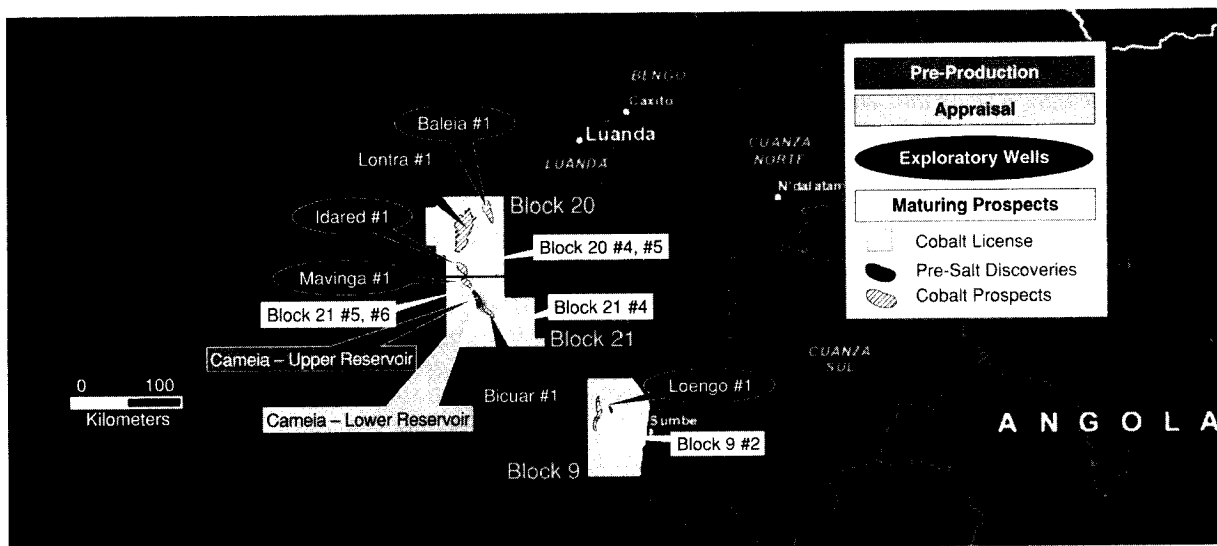 BENGO
Caxito
Baleia #1
Luanda
Lontra #1
LUANDA
CUANZA
NORTE
N'dalatam
Idared #1
Block 20
Block 20 #4, #5
Mavinga #1
Block 21 #5, #6
Block 21 #4
Block 21
Cameia – Upper Reservoir
CUANZA
SUL
0 100
Kilometers
Bicuar #1
Loengo #1
Cameia – Lower Reservoir
Sumbe
ANGOLA
Block 9 #2
Block 9
Pre-Production
Appraisal
Exploratory Wells
Maturing Prospects
Cobalt License
Pre-Salt Discoveries
Cobalt Prospects